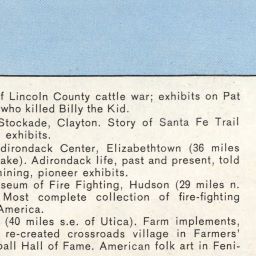 f Lincoln County cattle war; exhibits on Pat
who killed Billy the Kid.
Stockade, Clayton. Story of Santa Fe Trail
exhibits.
dirondack Center, Elizabethtown (36 miles
ake). Adirondack life, past and present, told
ining, pioneer exhibits.
seum of Fire Fighting, Hudson (29 miles n.
Most complete collection of fire-fighting
America.
(40 miles s.e. of Utica). Farm implements,
re-created crossroads village in Farmers'
ball Hall of Fame. American folk art in Feni-